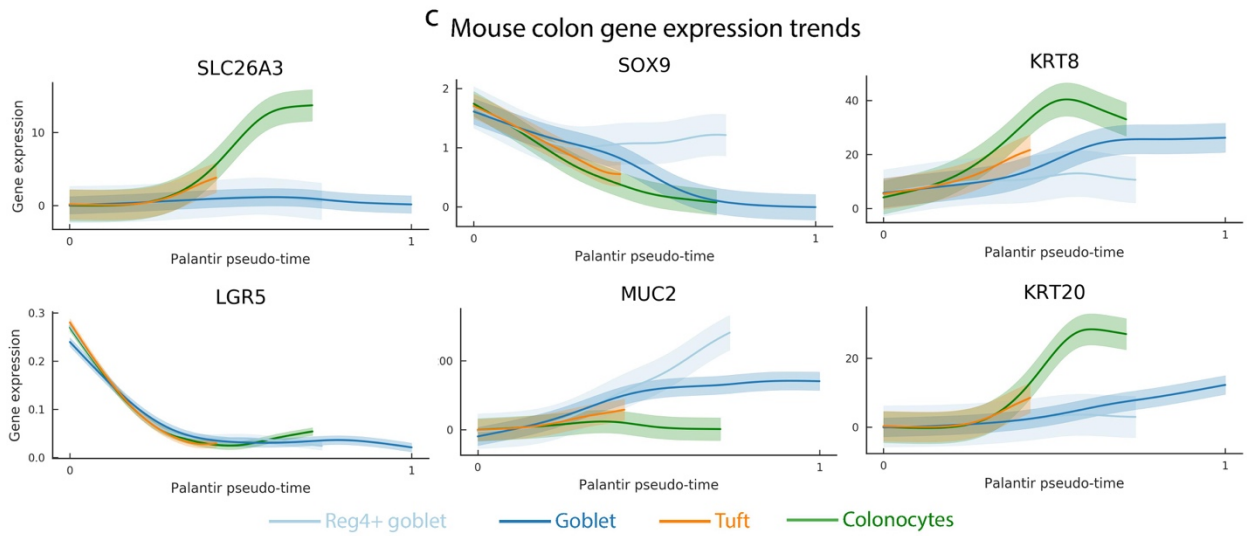 c Mouse colon gene expression trends
SLC26A3
SOX9
KRT8
Gene expression
10
0
0
1
Palantir pseudo-time
2
1
0
0
1
Palantir pseudo-time
40
20
0
0
1
Palantir pseudo-time
LGR5
MUC2
KRT20
Gene expression
0.3
0.2
0.1
0.0
0
1
Palantir pseudo-time
00
0
0
1
Palantir pseudo-time
20
0
0
1
Palantir pseudo-time
Reg4+ goblet
Goblet
Tuft
Colonocytes